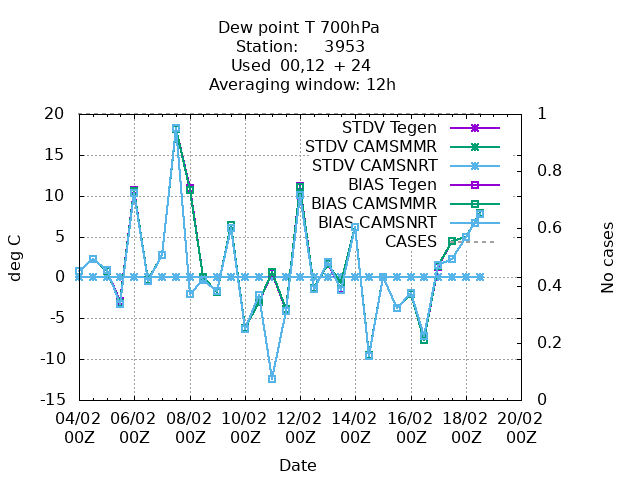 Dew point T 700hPa
Station: 3953
Used 00,12 + 24
Averaging window: 12h
20 1
STDV Tegen
STDV CAMSMMR
15 STDV CAMSNRT 0.8
BIAS Tegen
10 BIAS CAMSMMR
BIAS CAMSNRT 0.6
5 CASES
deg C
No cases
0
0.4
-5
-10 0.2
-15 0
04/02 06/02 08/02 10/02 12/02 14/02 16/02 18/02 20/02
00Z 00Z 00Z 00Z 00Z 00Z 00Z 00Z 00Z
Date